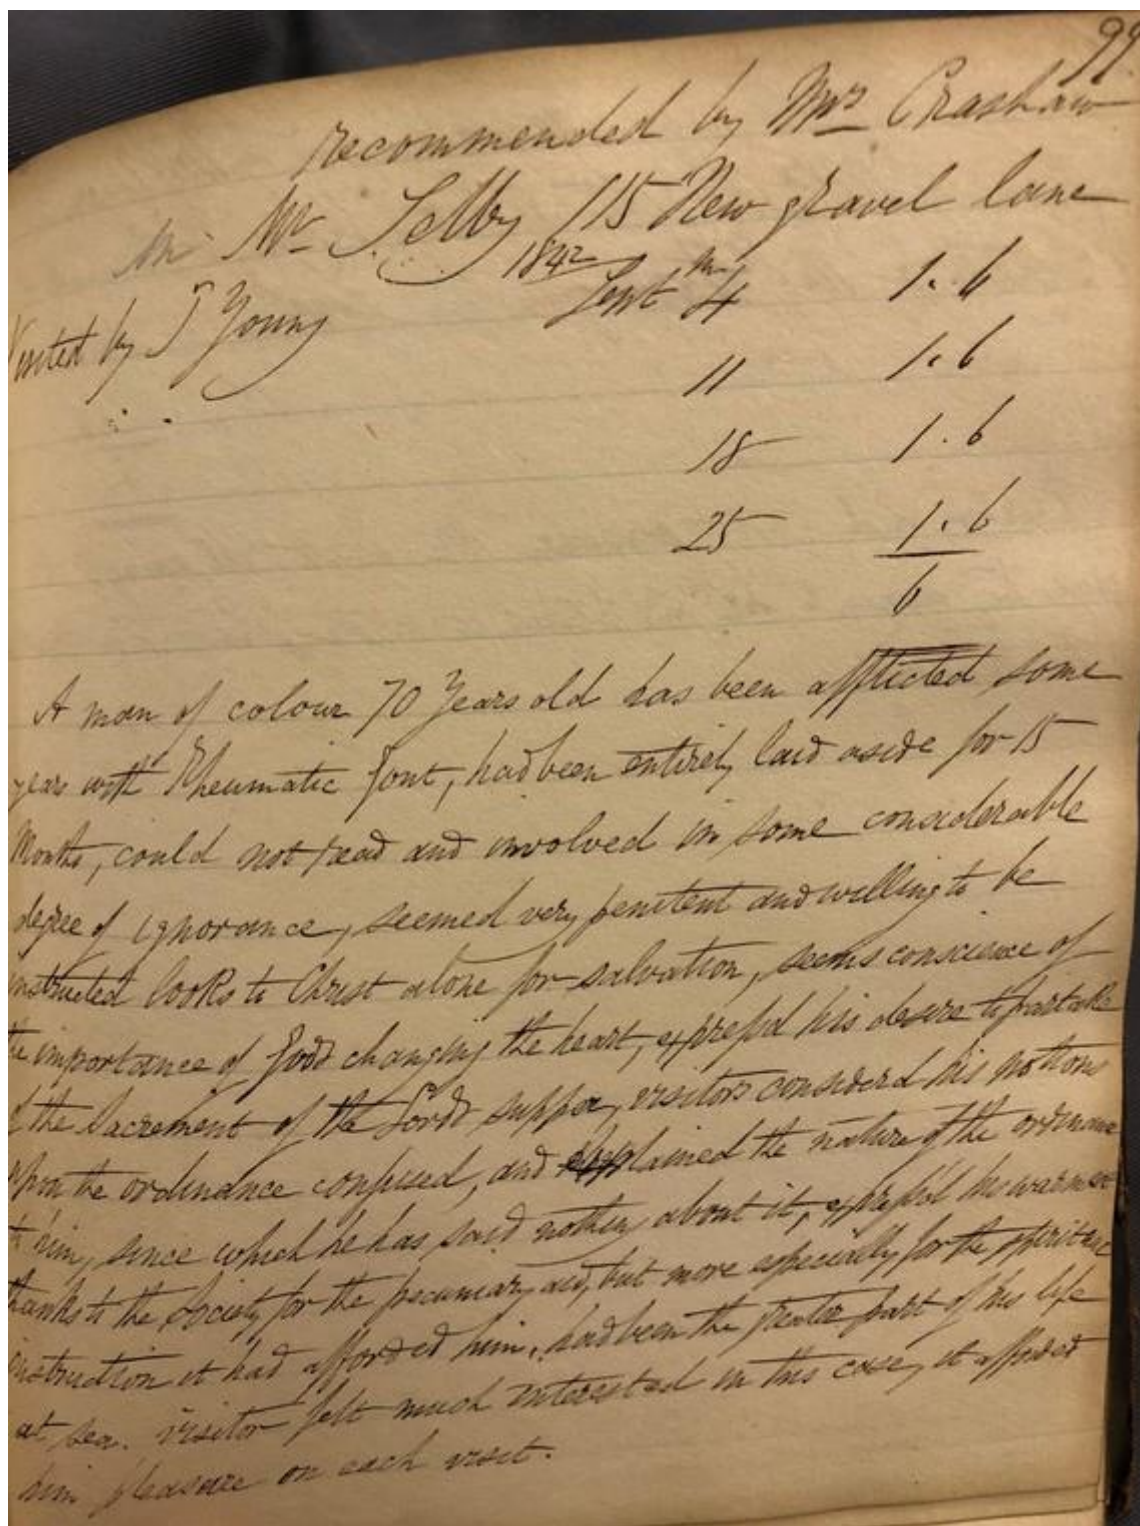 99
recommended by Mrs Crashaw
Mr Selby 115 New gravel lane
1842
Visited by J Young Sept 4 1. 6
11 1. 6
18 1. 6
25 1. 6
6
A man of colour 70 Years old has been afflicted some
years with Rheumatic Gout, had been entirely laid aside for 15
Months, could not read and involved in some considerable
degree of ignorance, seemed very penitent and willing to be
instructed looks to Christ alone for salvation, seems conscience of
the importance of God changing the heart, expressd his desire to partake
of the Sacrement of the Lords supper, visitors considerd his notions
upon the ordinance confused, and explained the nature of the ordinance
to him, since which he has said nothing about it, expressd his warmest
thanks to the Society for the pecuniary aid, but more especially for the spiritual
instruction it had afforded him, had been the greater part of his life
at sea. visitor felt much interested in this case, it afforded
him pleasure on each visit.